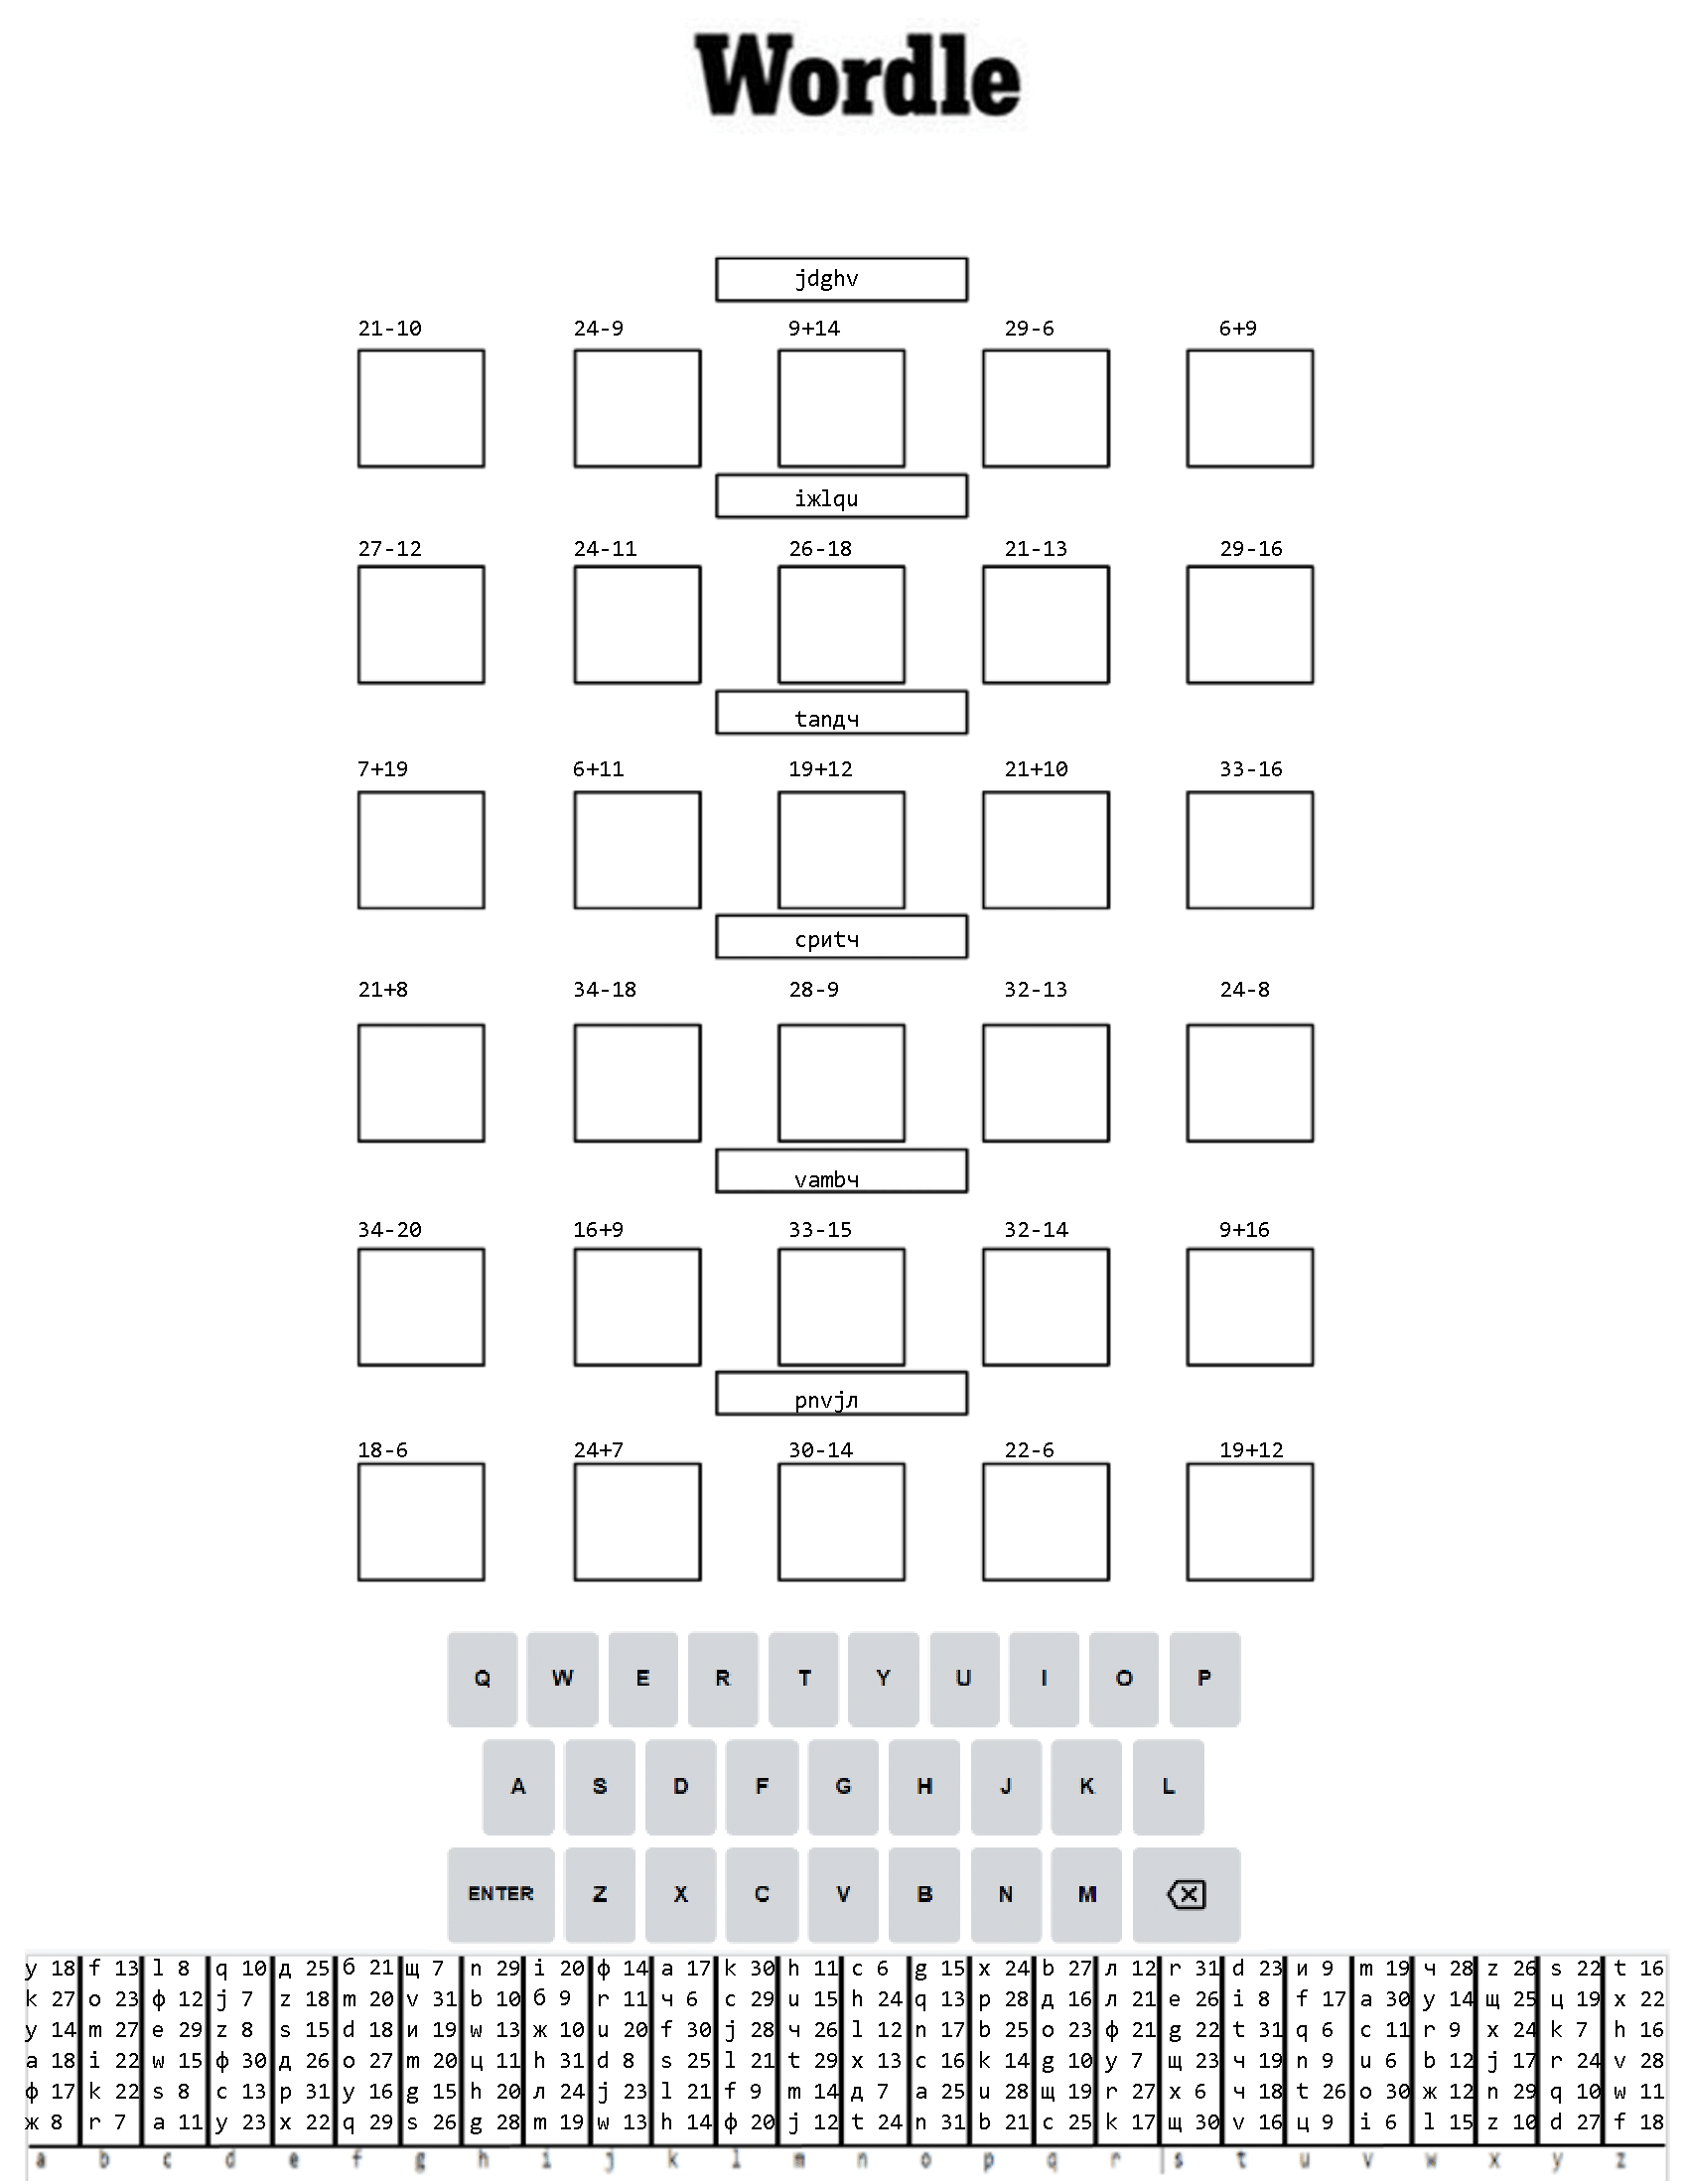 Wordle
jdghv
21-10 24-9 9+14 29-6 6+9
iжlqu
27-12 24-11 26-18 21-13 29-16
tanдч
7+19 6+11 19+12 21+10 33-16
cpиtч
21+8 34-18 28-9 32-13 24-8
vambч
34-20 16+9 33-15 32-14 9+16
pnvjл
18-6 24+7 30-14 22-6 19+12
Q W E R T Y U I O P
A S D F G H J K L
ENTER Z X C V B N M
y 18 f 13 l 8 q 10 д 25 б 21 щ 7 n 29 i 20 ф 14 a 17 k 30 h 11 c 6 g 15 x 24 b 27 л 12 r 31 d 23 и 9 m 19 ч 28 z 26 s 22 t 16
k 27 o 23 ф 12 j 7 z 18 m 20 v 31 b 10 б 9 r 11 ч 6 c 29 u 15 h 24 q 13 p 28 д 16 л 21 e 26 i 8 f 17 a 30 y 14 щ 25 ц 19 x 22
y 14 m 27 e 29 z 8 s 15 d 18 и 19 w 13 ж 10 u 20 f 30 j 28 ч 26 l 12 n 17 b 25 o 23 ф 21 g 22 t 31 q 6 c 11 r 9 x 24 k 7 h 16
a 18 i 22 w 15 ф 30 д 26 o 27 m 20 ц 11 h 31 d 8 s 25 l 21 t 29 x 13 c 16 k 14 g 10 y 7 щ 23 ч 19 n 9 u 6 b 12 j 17 r 24 v 28
ф 17 k 22 s 8 c 13 p 31 y 16 g 15 h 20 л 24 j 23 l 21 f 9 m 14 д 7 a 25 u 28 щ 19 r 27 x 6 ч 18 t 26 o 30 ж 12 n 29 q 10 w 11
ж 8 r 7 a 11 y 23 x 22 q 29 s 26 g 28 m 19 w 13 h 14 ф 20 j 12 t 24 n 31 b 21 c 25 k 17 щ 30 v 16 ц 9 i 6 l 15 z 10 d 27 f 18
a b c d e f g h i j k l m n o p q r s t u v w x y z